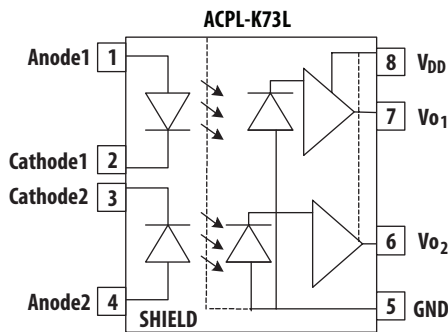 ACPL-K73L
Anode1 1
8 VDD
7 Vo1
Cathode1 2
Cathode2 3
6 Vo2
Anode2 4
5 GND
SHIELD